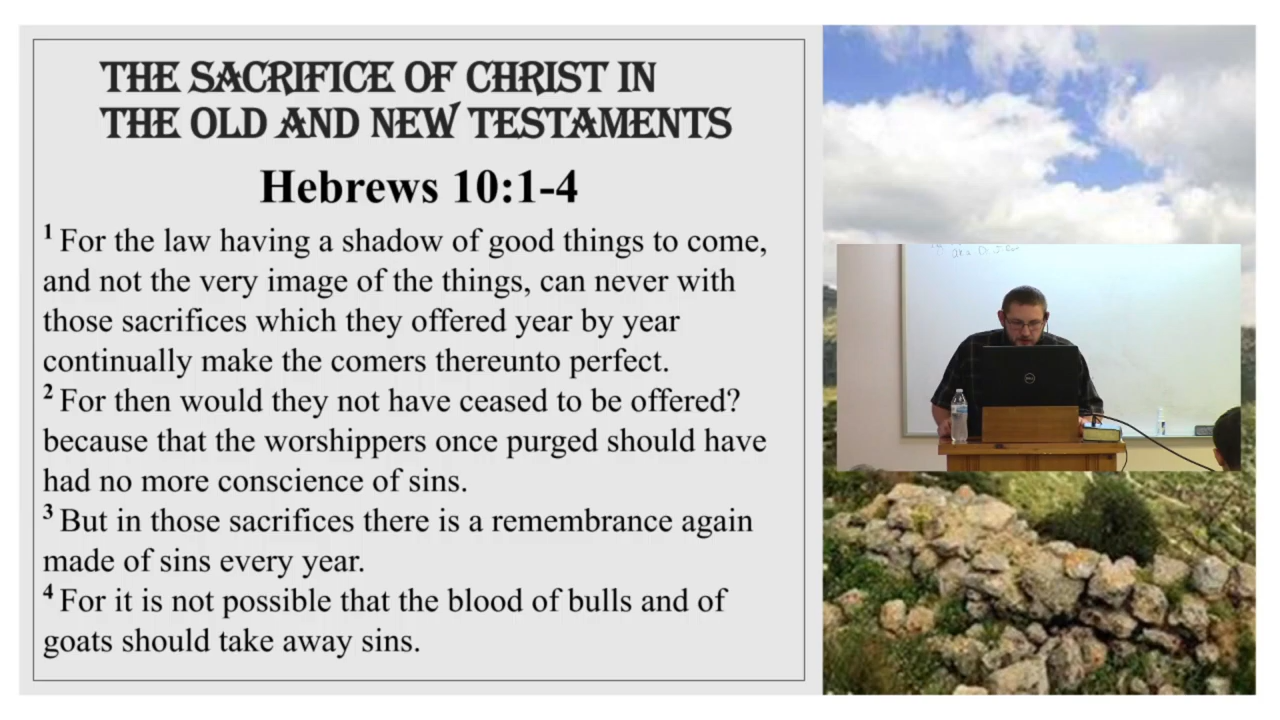 THE SACRIFICE OF CHRIST IN
THE OLD AND NEW TESTAMENTS
Hebrews 10:1-4
1 For the law having a shadow of good things to come,
and not the very image of the things, can never with
those sacrifices which they offered year by year
continually make the comers thereunto perfect.
2 For then would they not have ceased to be offered?
because that the worshippers once purged should have
had no more conscience of sins.
3 But in those sacrifices there is a remembrance again
made of sins every year.
4 For it is not possible that the blood of bulls and of
goats should take away sins.
DELL